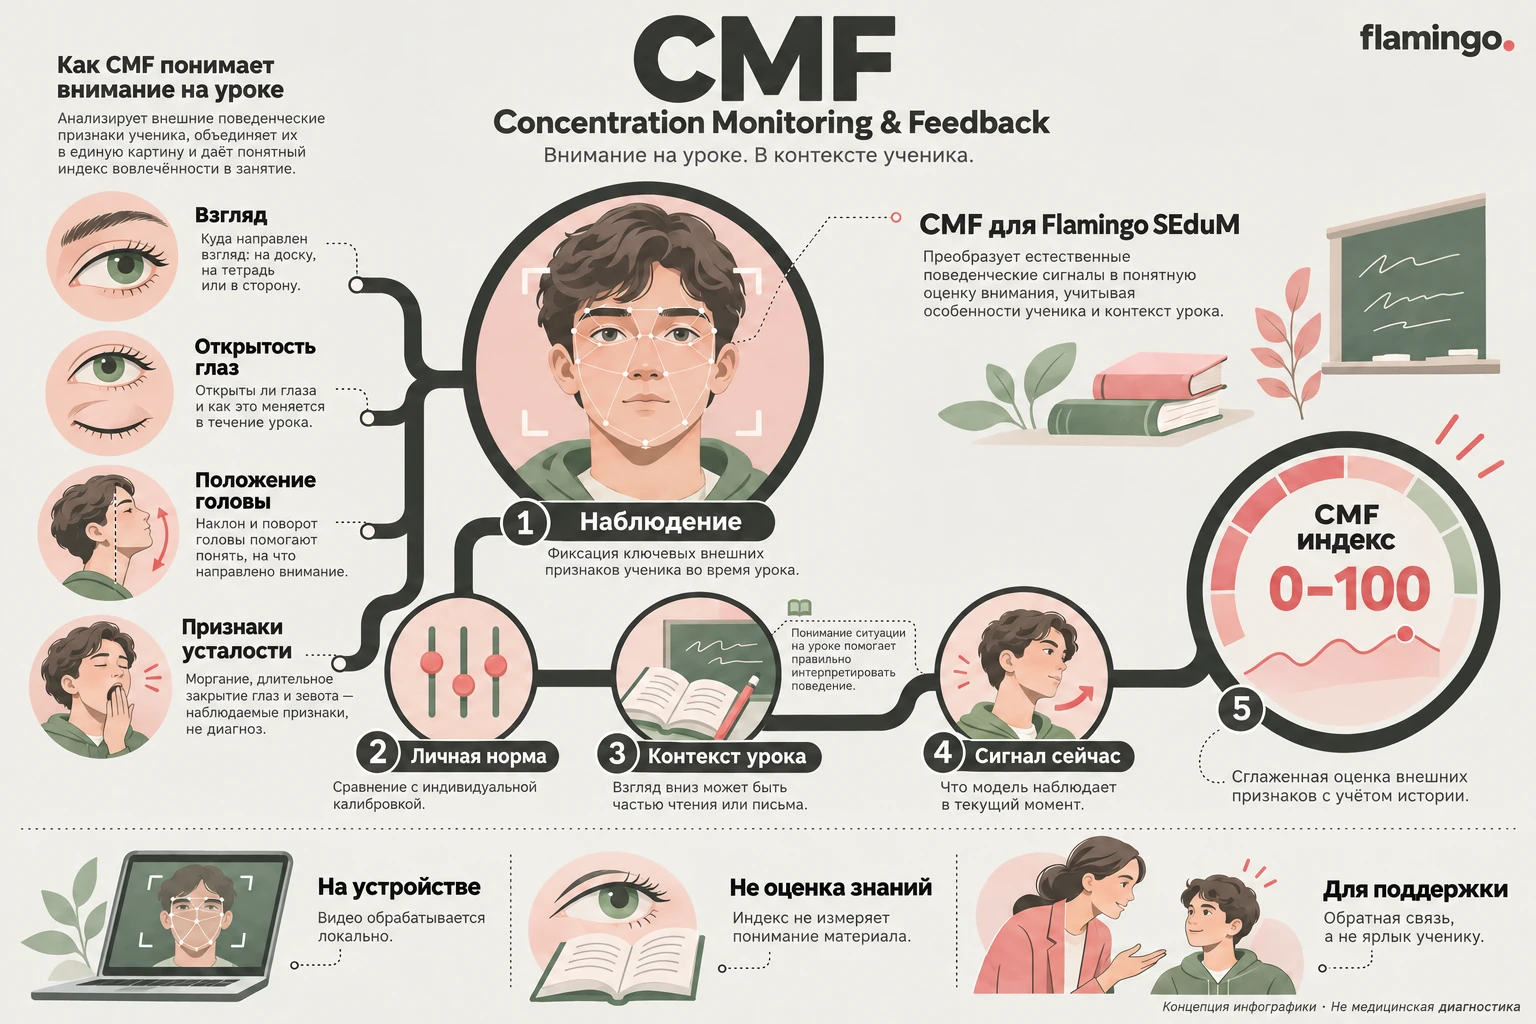 CMF
Concentration Monitoring & Feedback
Внимание на уроке. В контексте ученика.
flamingo.
Как CMF понимает
внимание на уроке
Анализирует внешние поведенческие
признаки ученика, объединяет их
в единую картину и даёт понятный
индекс вовлечённости в занятие.
Взгляд
Куда направлен
взгляд: на доску,
на тетрадь
или в сторону.
Открытость
глаз
Открыты ли глаза
и как это меняется
в течение урока.
Положение
головы
Наклон и поворот
головы помогают
понять, на что
направлено внимание.
Признаки
усталости
Моргание, длительное
закрытие глаз и зевота —
наблюдаемые признаки,
не диагноз.
CMF для Flamingo SEduM
Преобразует естественные
поведенческие сигналы в понятную
оценку внимания, учитывая
особенности ученика и контекст урока.
1 Наблюдение
Фиксация ключевых внешних
признаков ученика во время урока.
2 Личная норма
Сравнение с индивидуальной
калибровкой.
3 Контекст урока
Взгляд вниз может быть
частью чтения или письма.
Понимание ситуации
на уроке помогает
правильно
интерпретировать
поведение.
4 Сигнал сейчас
Что модель наблюдает
в текущий момент.
CMF
индекс
0–100
5
Сглаженная оценка внешних
признаков с учётом истории.
На устройстве
Видео обрабатывается
локально.
Не оценка знаний
Индекс не измеряет
понимание материала.
Для поддержки
Обратная связь,
а не ярлык ученику.
Концепция инфографики · Не медицинская диагностика